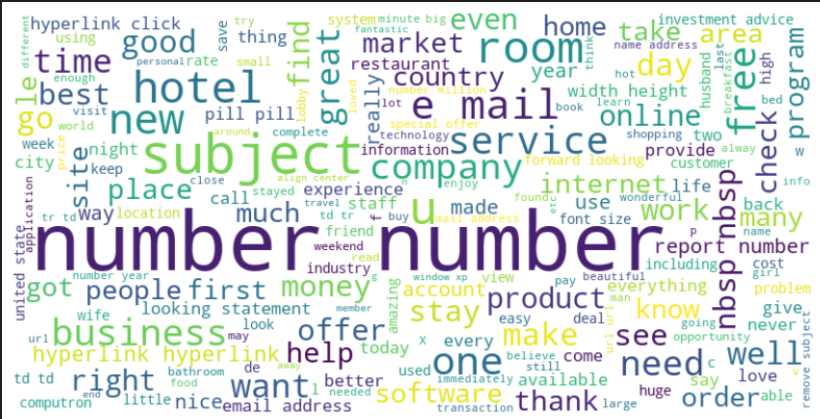 hyperlink click
using
different
time
good
save
try
thing
system
minute big
fantastic
even
home
investment advice
personal
rate
small
find
great
market
room
think
name address
take
area
last
go
gle
best
hotel
restaurant
country
year
day
hot
husband
breakfast
free
high
program
enough
visit
new
pill pill
lobby
loved
really
lot
number million
e mail
book
width height
learn
online
bed
week
world
price
around
complete
special offer
technology
shopping
two
check
alway
w
city
night
subject
information
service
provide
customer
site
keep
close
align center
company
forward looking
info
application
place
call
stayed
experience
n
enjoy
internet
life
nbsp nbsp
tr td
way
location
much
travel
td tr
staff
f
buy
u
mail address
made
found
etc
use
wonderful
font size
work
back
many
name
number number
friend
weekend
read
industry
p
report number
united state
including
cost
girl
number year
got
people
first
money
g
amazing
account
window xp
view
product
pay
beautiful
everything
man
problem
wife
looking statement
member
stay
easy
deal
url url
know
going
opportunity
give
never
url
business
may
look
offer
today
x
every
make
see
hyperlink hyperlink
help
one
believe
still
come
need
c
well
remove subject
td td
right
bathroom
food
de
away
want
better
used
immediately
needed
available
say
love
v
computron
end
little
nice
l
email address
software
transaction
thank
large
huge
order
able